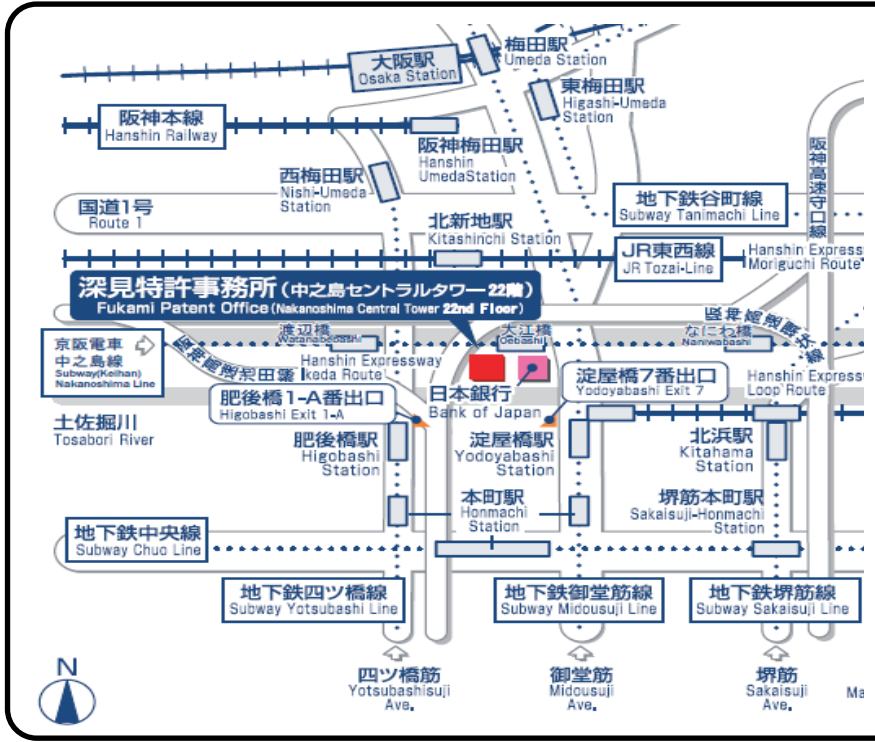 大阪駅
Osaka Station
梅田駅
Umeda Station
東梅田駅
Higashi-Umeda
Station
阪神本線
Hanshin Railway
阪神梅田駅
Hanshin
UmedaStation
西梅田駅
Nishi-Umeda
Station
阪神高速守口線
国道1号
Route 1
地下鉄谷町線
Subway Tanimachi Line
北新地駅
Kitashinchi Station
JR東西線
JR Tozai-Line
Hanshin Express
Moriguchi Route
深見特許事務所(中之島セントラルタワー22階)
Fukami Patent Office(Nakanoshima Central Tower 22nd Floor)
京阪電車
中之島線
Subway(Keihan)
Nakanoshima Line
渡辺橋
Watanabebashi
大江橋
Oebashi
なにわ橋
Naniwabashi
Hanshin Expressway
Ikeda Route
日本銀行
Bank of Japan
淀屋橋7番出口
Yodoyabashi Exit 7
Hanshin Express
Loop Route
肥後橋1-A番出口
Higobashi Exit 1-A
土佐堀川
Tosabori River
肥後橋駅
Higobashi
Station
淀屋橋駅
Yodoyabashi
Station
北浜駅
Kitahama
Station
本町駅
Honmachi
Station
堺筋本町駅
Sakaisuji-Honmachi
Station
地下鉄中央線
Subway Chuo Line
地下鉄四ツ橋線
Subway Yotsubashi Line
地下鉄御堂筋線
Subway Midousuji Line
地下鉄堺筋線
Subway Sakaisuji Line
N
四ツ橋筋
Yotsubashisuji
Ave.
御堂筋
Midousuji
Ave.
堺筋
Sakaisuji
Ave.
Ma